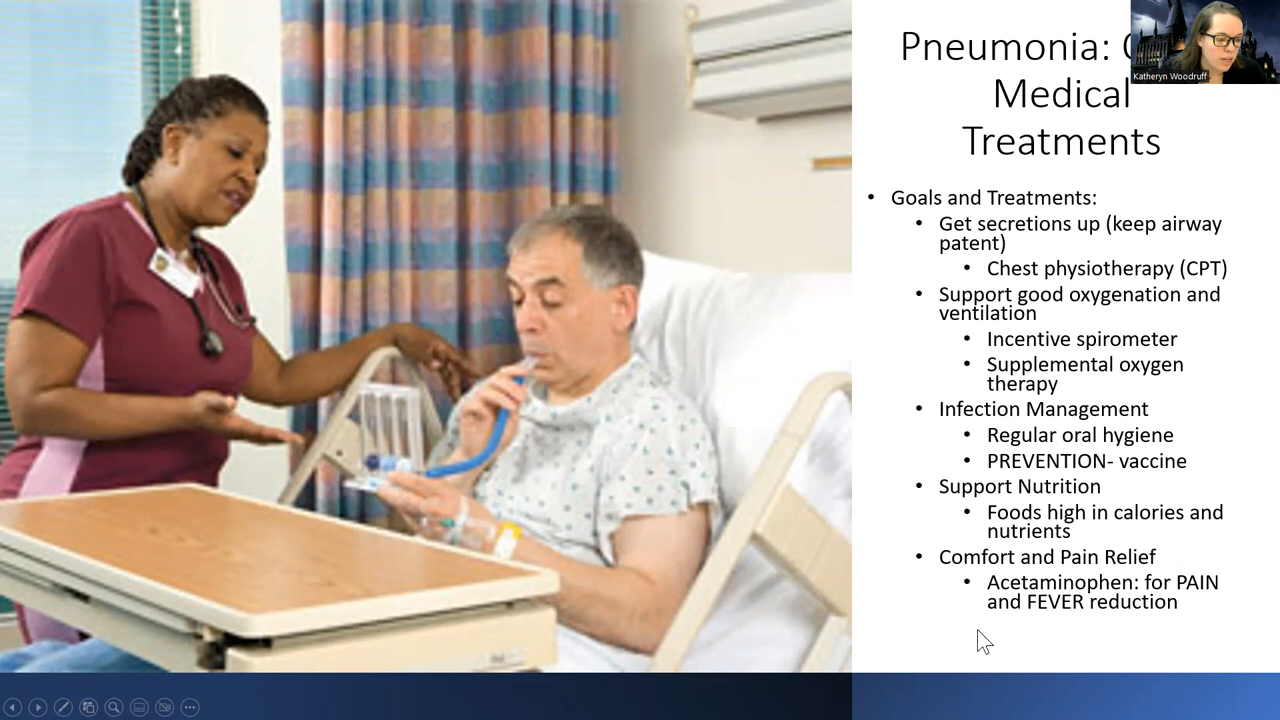 Pneumonia:
Medical
Treatments
Katheryn Woodruff
• Goals and Treatments:
• Get secretions up (keep airway
patent)
• Chest physiotherapy (CPT)
• Support good oxygenation and
ventilation
• Incentive spirometer
• Supplemental oxygen
therapy
• Infection Management
• Regular oral hygiene
• PREVENTION- vaccine
• Support Nutrition
• Foods high in calories and
nutrients
• Comfort and Pain Relief
• Acetaminophen: for PAIN
and FEVER reduction